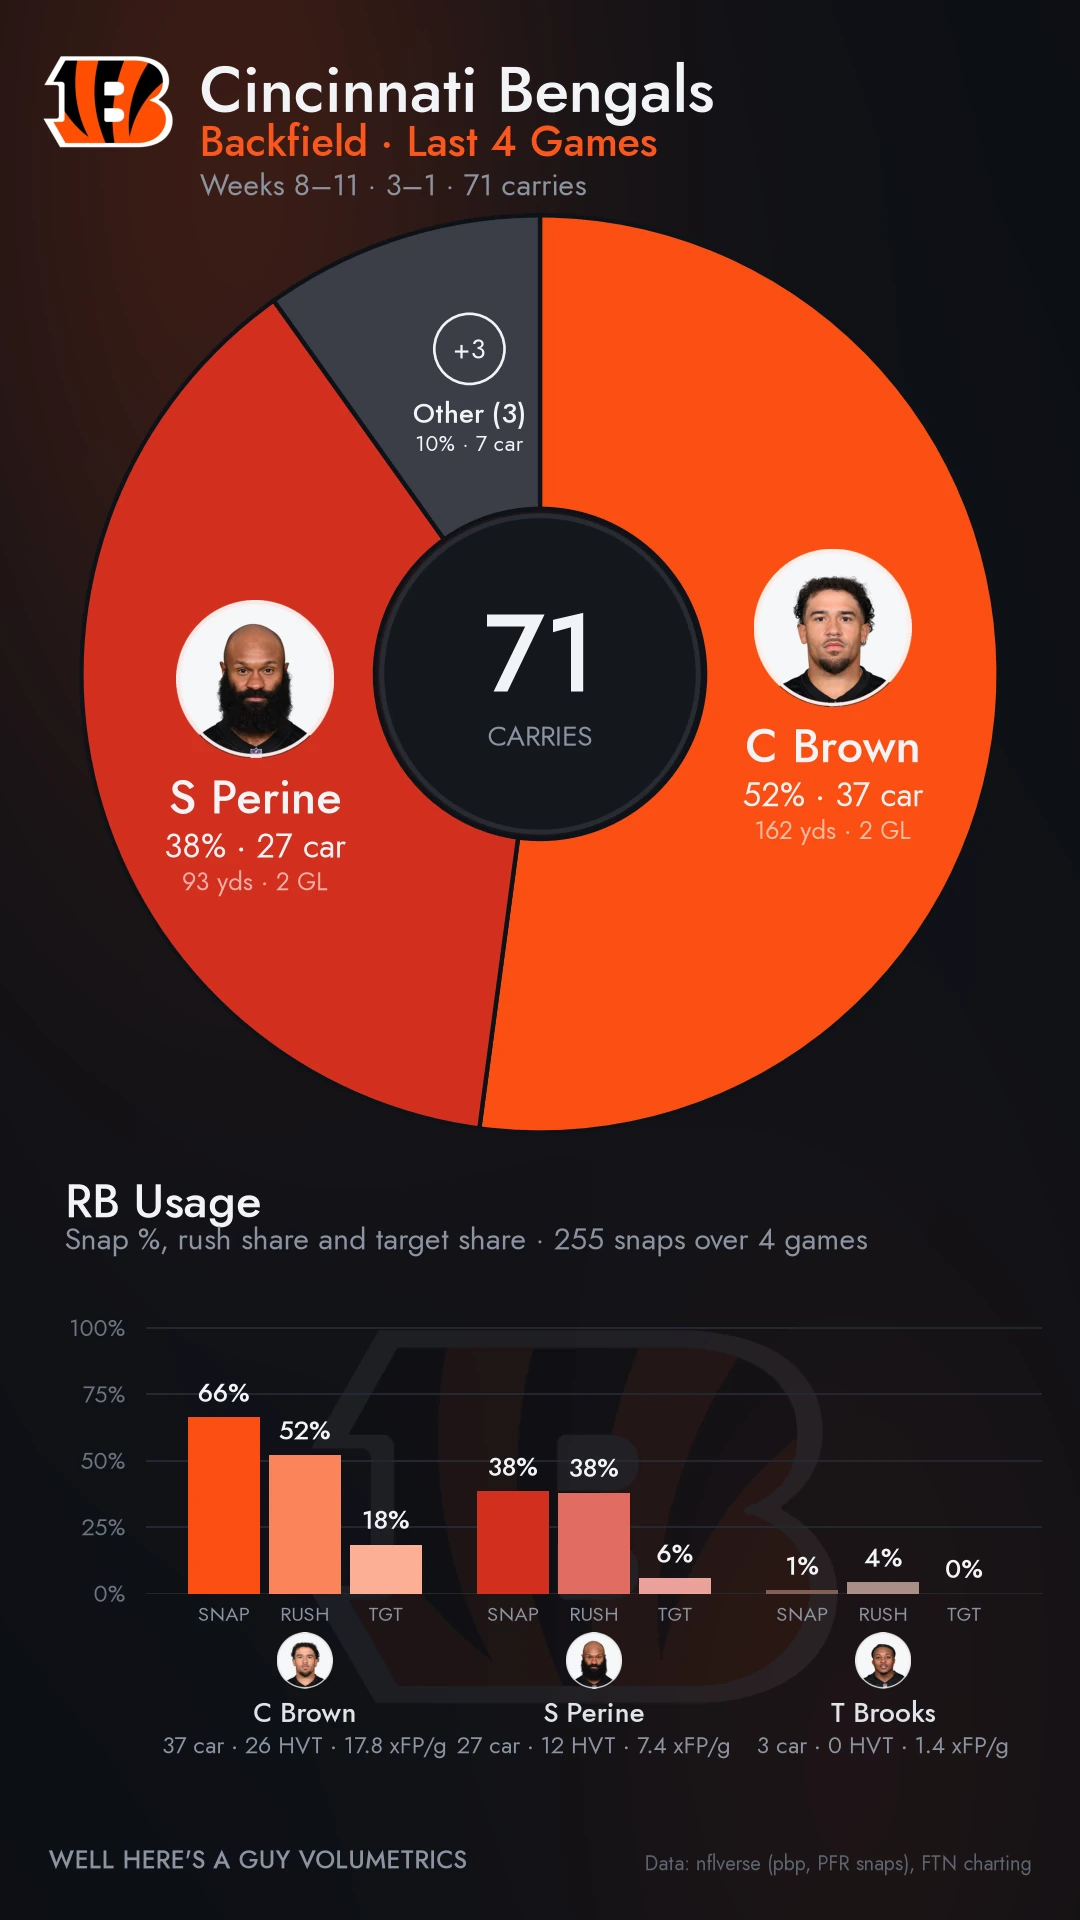 Cincinnati Bengals
Backfield · Last 4 Games
Weeks 8–11 · 3–1 · 71 carries
+3
Other (3)
10% · 7 car
71
CARRIES
C Brown
52% · 37 car
162 yds · 2 GL
S Perine
38% · 27 car
93 yds · 2 GL
RB Usage
Snap %, rush share and target share · 255 snaps over 4 games
100%
75%
50%
25%
0%
66% 52% 18% 38% 38% 6% 1% 4% 0%
SNAP RUSH TGT SNAP RUSH TGT SNAP RUSH TGT
C Brown S Perine T Brooks
37 car · 26 HVT · 17.8 xFP/g 27 car · 12 HVT · 7.4 xFP/g 3 car · 0 HVT · 1.4 xFP/g
WELL HERE'S A GUY VOLUMETRICS
Data: nflverse (pbp, PFR snaps), FTN charting